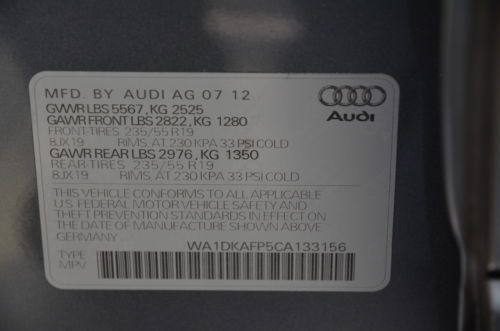 MFD. BY AUDI AG 07 12
GVWR LBS 5567, KG 2525
GAWR FRONT LBS 2822, KG 1280
FRONT-TIRES 235/55 R19
8JX19 RIMS, AT 230 KPA 33 PSI COLD
GAWR REAR LBS 2976, KG 1350
REAR-TIRES 235/55 R19
8JX19 RIMS, AT 230 KPA 33 PSI COLD
Audi
THIS VEHICLE CONFORMS TO ALL APPLICABLE
U.S. FEDERAL MOTOR VEHICLE SAFETY AND
THEFT PREVENTION STANDARDS IN EFFECT ON
THE DATE OF MANUFACTURE SHOWN ABOVE
GERMANY WA1DKAFP5CA133156
TYPE
MPV